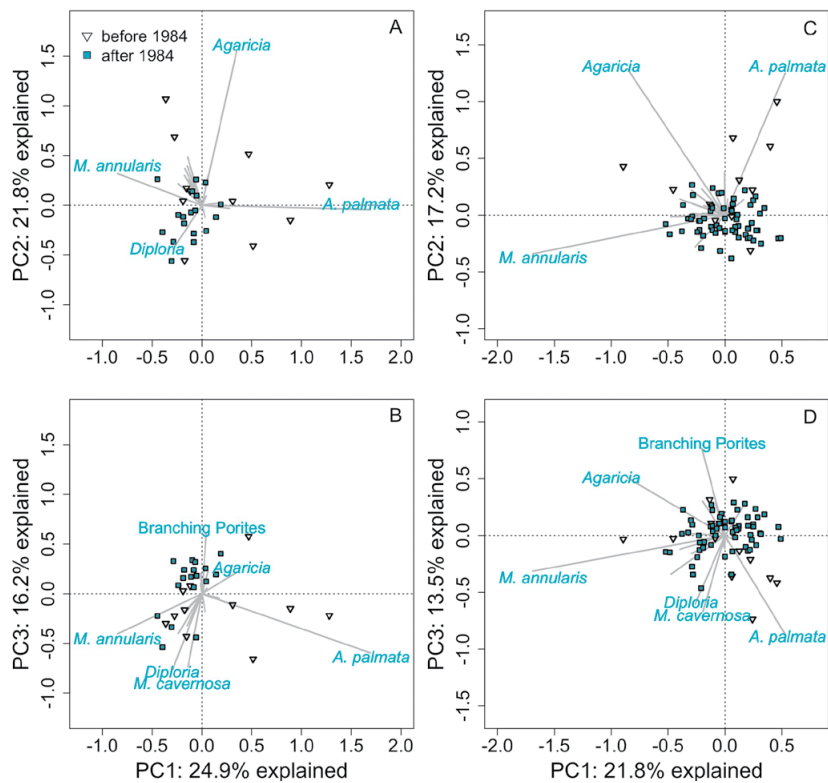 A
before 1984
after 1984
Agaricia
M. annularis
A. palmata
Diploria
PC2: 21.8% explained
1.5
1.0
0.5
0.0
-0.5
-1.0
-1.0 -0.5 0.0 0.5 1.0 1.5 2.0
C
Agaricia
A. palmata
M. annularis
PC2: 17.2% explained
1.5
1.0
0.5
0.0
-0.5
-1.0
-2.0 -1.5 -1.0 -0.5 0.0 0.5
B
Branching Porites
Agaricia
M. annularis
A. palmata
Diploria
M. cavernosa
PC3: 16.2% explained
1.5
1.0
0.5
0.0
-0.5
-1.0
-1.0 -0.5 0.0 0.5 1.0 1.5 2.0
PC1: 24.9% explained
D
Branching Porites
Agaricia
M. annularis
Diploria
M. cavernosa
A. palmata
PC3: 13.5% explained
1.0
0.5
0.0
-0.5
-1.0
-1.5
-2.0 -1.5 -1.0 -0.5 0.0 0.5
PC1: 21.8% explained